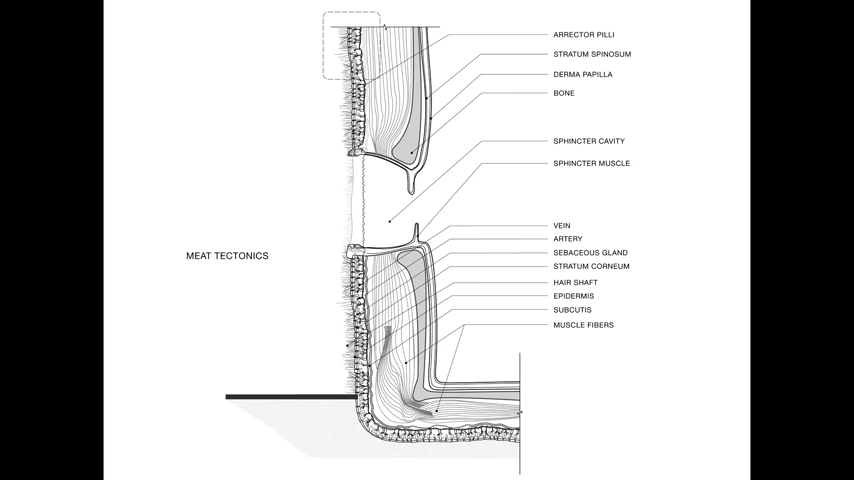 ARRECTOR PILLI
STRATUM SPINOSUM
DERMA PAPILLA
BONE
SPHINCTER CAVITY
SPHINCTER MUSCLE
VEIN
ARTERY
SEBACEOUS GLAND
STRATUM CORNEUM
HAIR SHAFT
EPIDERMIS
SUBCUTIS
MUSCLE FIBERS
MEAT TECTONICS